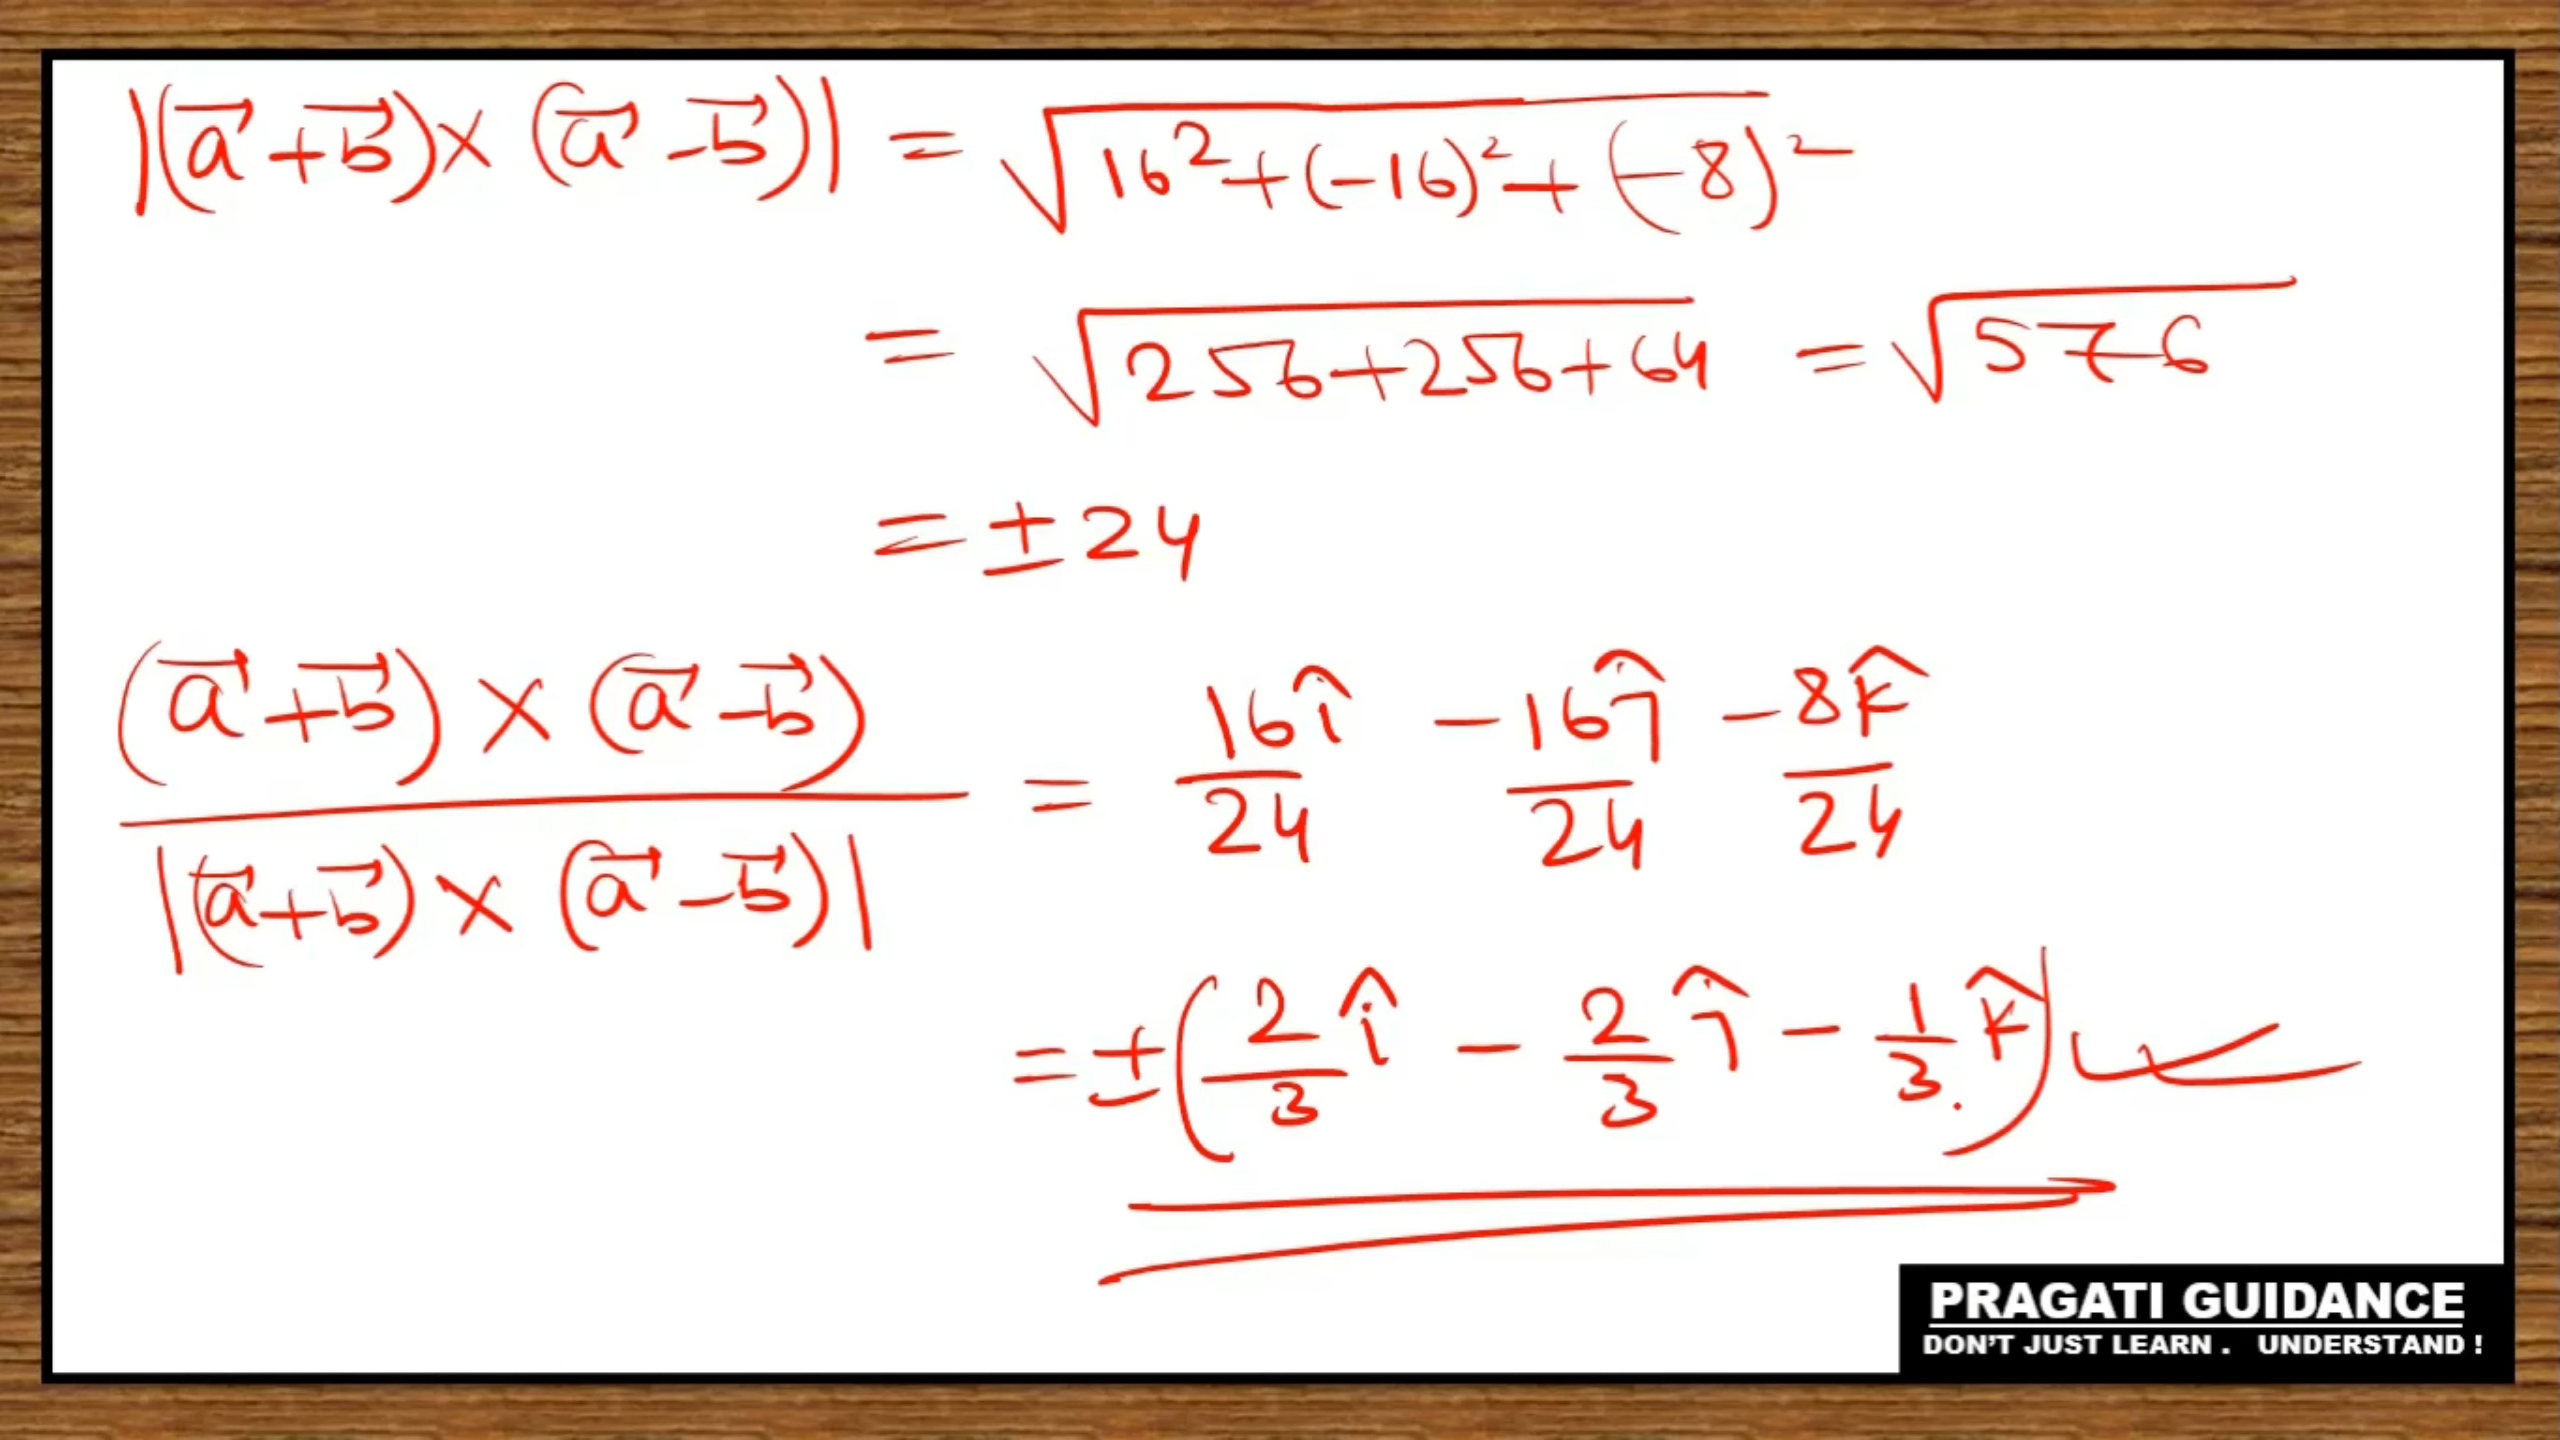 |(a⃗ + b⃗) × (a⃗ − b⃗)| = √16² + (−16)² + (−8)²
= √256 + 256 + 64 = √576
= ± 24
(a⃗ + b⃗) × (a⃗ − b⃗) / |(a⃗ + b⃗) × (a⃗ − b⃗)| = 16î/24 − 16ĵ/24 − 8k̂/24
= ± (2/3 î − 2/3 ĵ − 1/3 k̂)
PRAGATI GUIDANCE
DON'T JUST LEARN . UNDERSTAND !